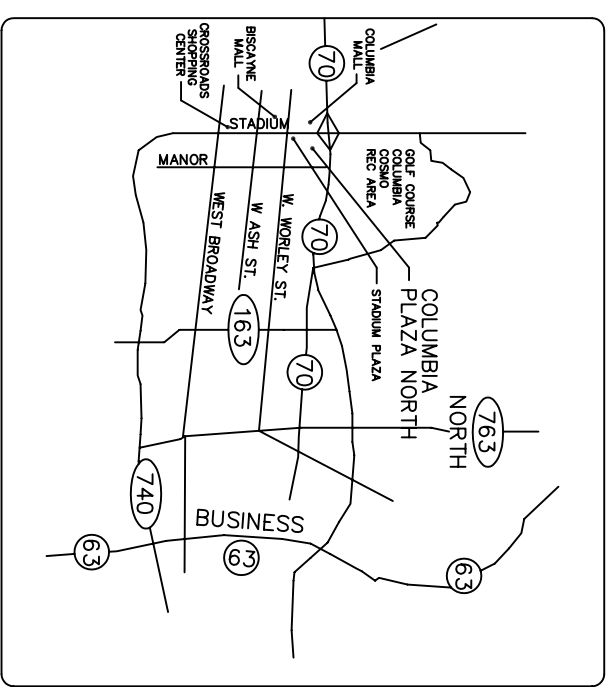 COLUMBIA
MALL
70
BISCAYNE
MALL
CROSSROADS
SHOPPING
CENTER
STADIUM
MANOR
GOLF COURSE
COLUMBIA
COSMO
REC AREA
W. WORLEY ST.
W ASH ST.
WEST BROADWAY
70
STADIUM PLAZA
COLUMBIA
PLAZA NORTH
163
70
763
NORTH
740
BUSINESS
63
63
63